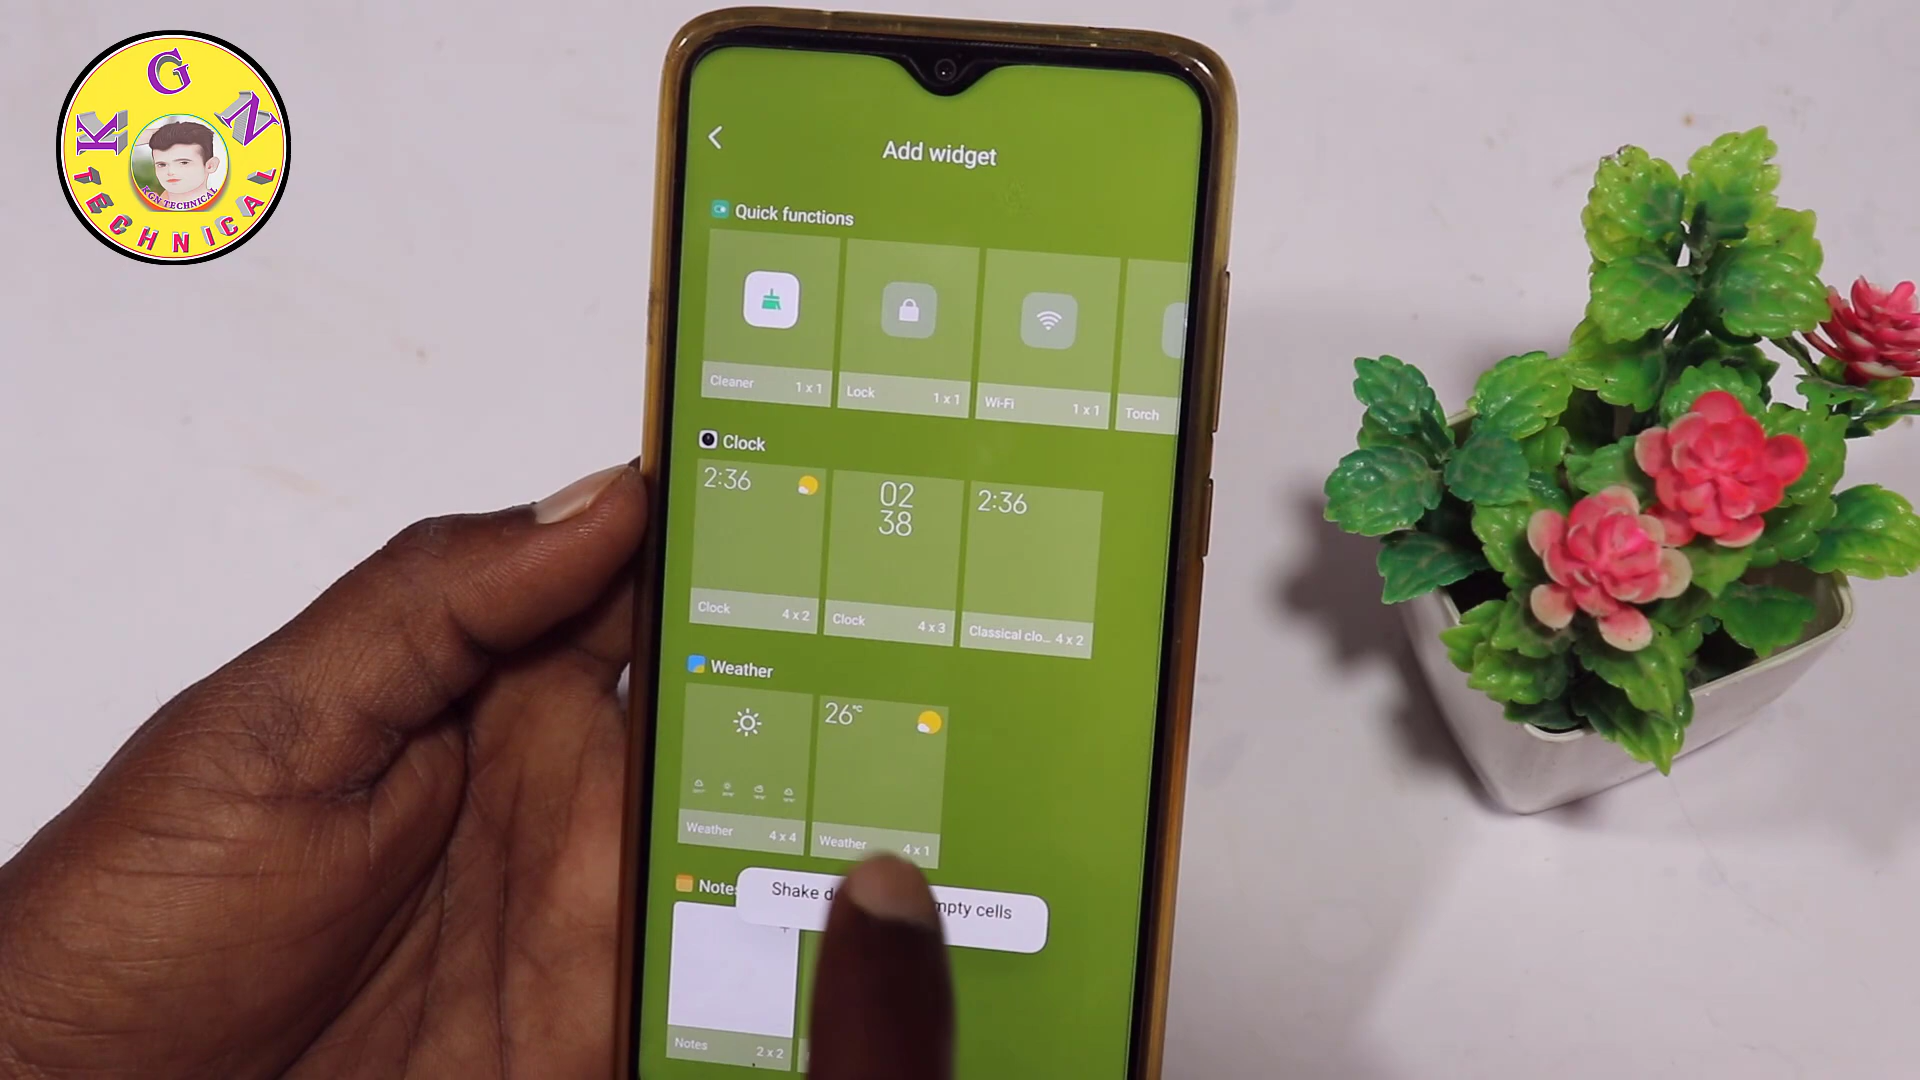 KGN
TECHNICAL
KGN TECHNICAL
Add widget
Quick functions
Cleaner 1 x 1
Lock 1 x 1
Wi-Fi 1 x 1
Torch
Clock
2:36
02
38
2:36
Clock 4 x 2
Clock 4 x 3
Classical clo... 4 x 2
Weather
26°C
Weather 4 x 4
Weather 4 x 1
Notes
Shake cells
Notes 2 x 2